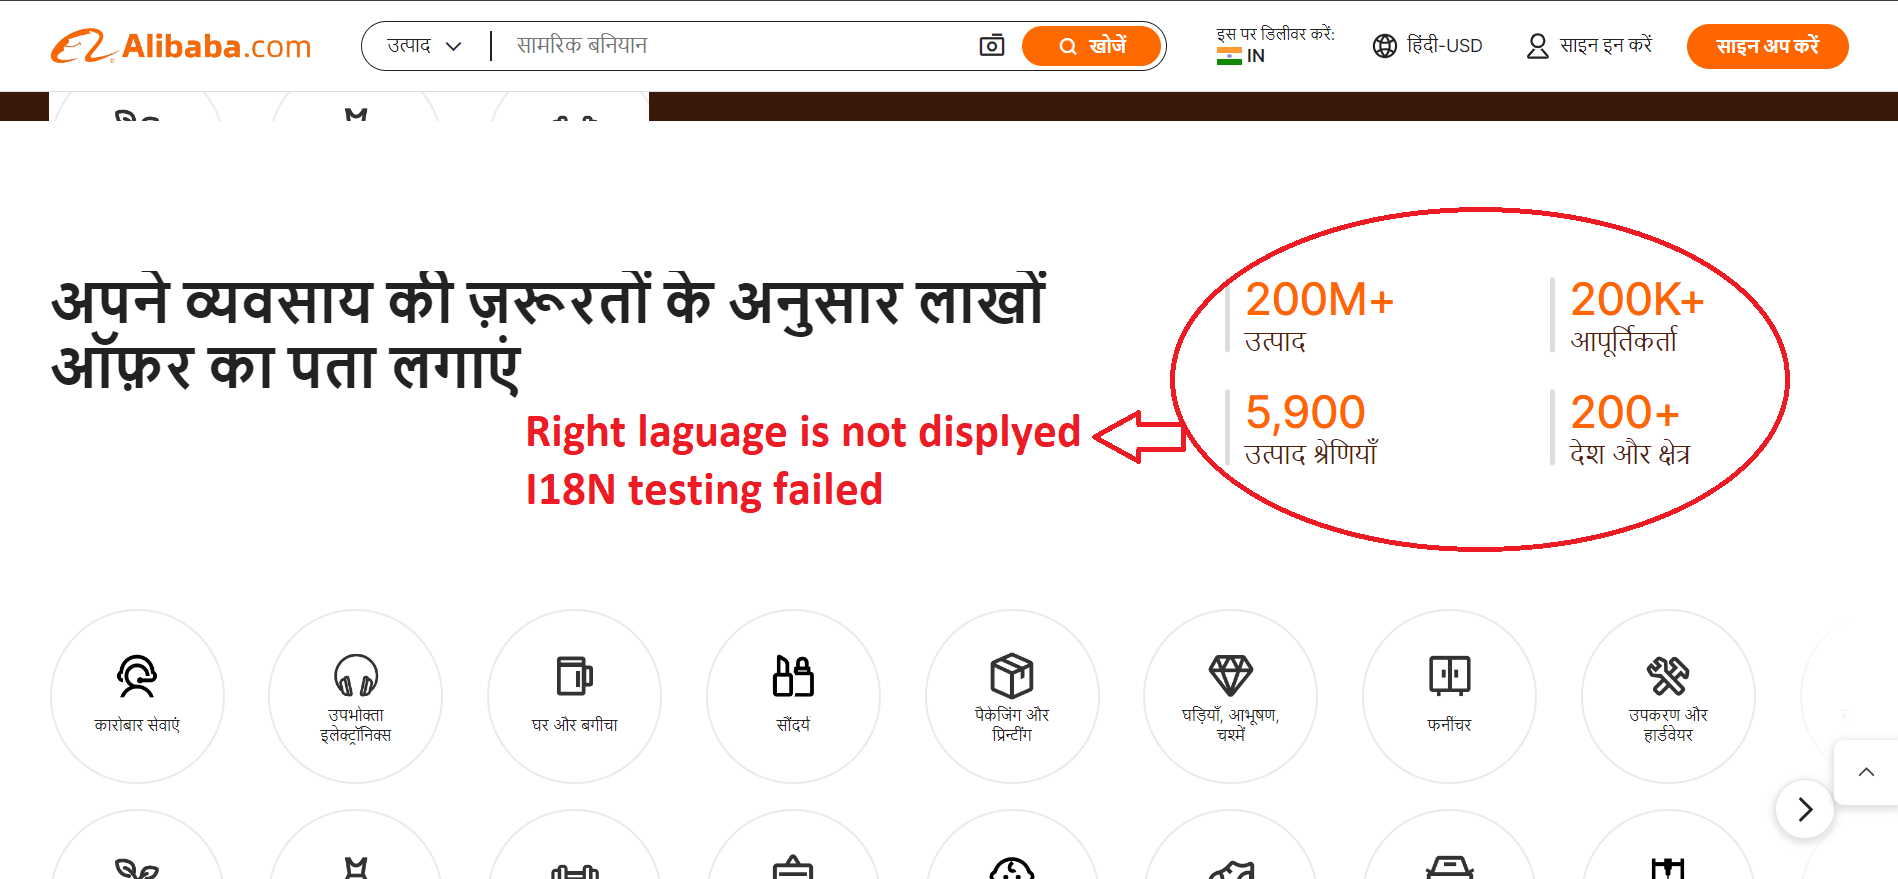 Alibaba.com
उत्पाद
सामरिक बनियान
खोजें
इस पर डिलीवर करें:
IN
हिंदी-USD
साइन इन करें
साइन अप करें
अपने व्यवसाय की ज़रूरतों के अनुसार लाखों
ऑफ़र का पता लगाएं
200M+
उत्पाद
200K+
आपूर्तिकर्ता
5,900
उत्पाद श्रेणियाँ
200+
देश और क्षेत्र
Right laguage is not displyed
I18N testing failed
कारोबार सेवाएं
उपभोक्ता
इलेक्ट्रॉनिक्स
घर और बगीचा
सौंदर्य
पैकेजिंग और
प्रिन्टींग
घड़ियाँ, आभूषण,
चश्में
फर्नीचर
उपकरण और
हार्डवेयर